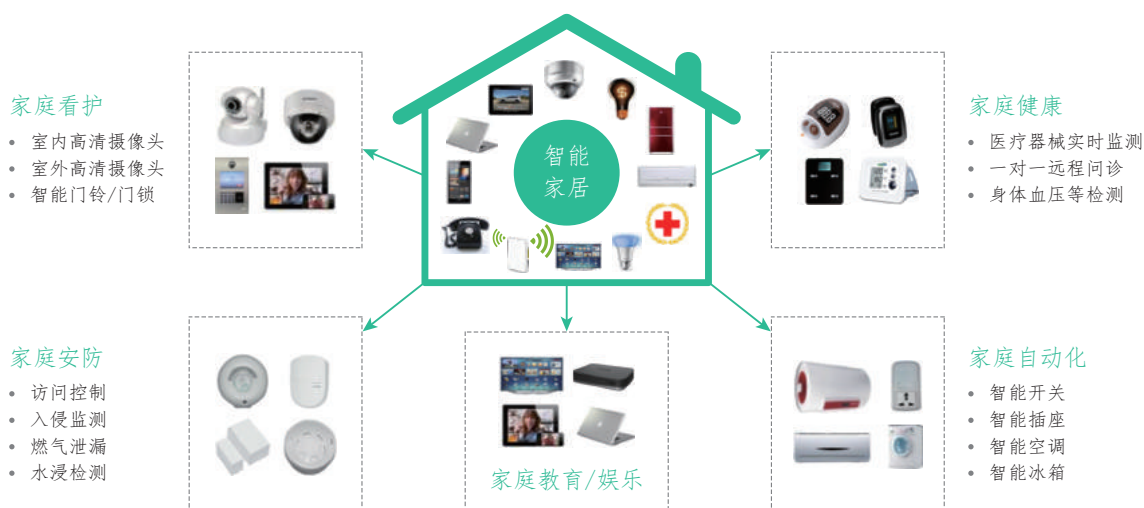 家庭看护
• 室内高清摄像头
• 室外高清摄像头
• 智能门铃/门锁
智能
家居
家庭健康
• 医疗器械实时监测
• 一对一远程问诊
• 身体血压等检测
家庭安防
• 访问控制
• 入侵监测
• 燃气泄漏
• 水浸检测
家庭教育/娱乐
家庭自动化
• 智能开关
• 智能插座
• 智能空调
• 智能冰箱